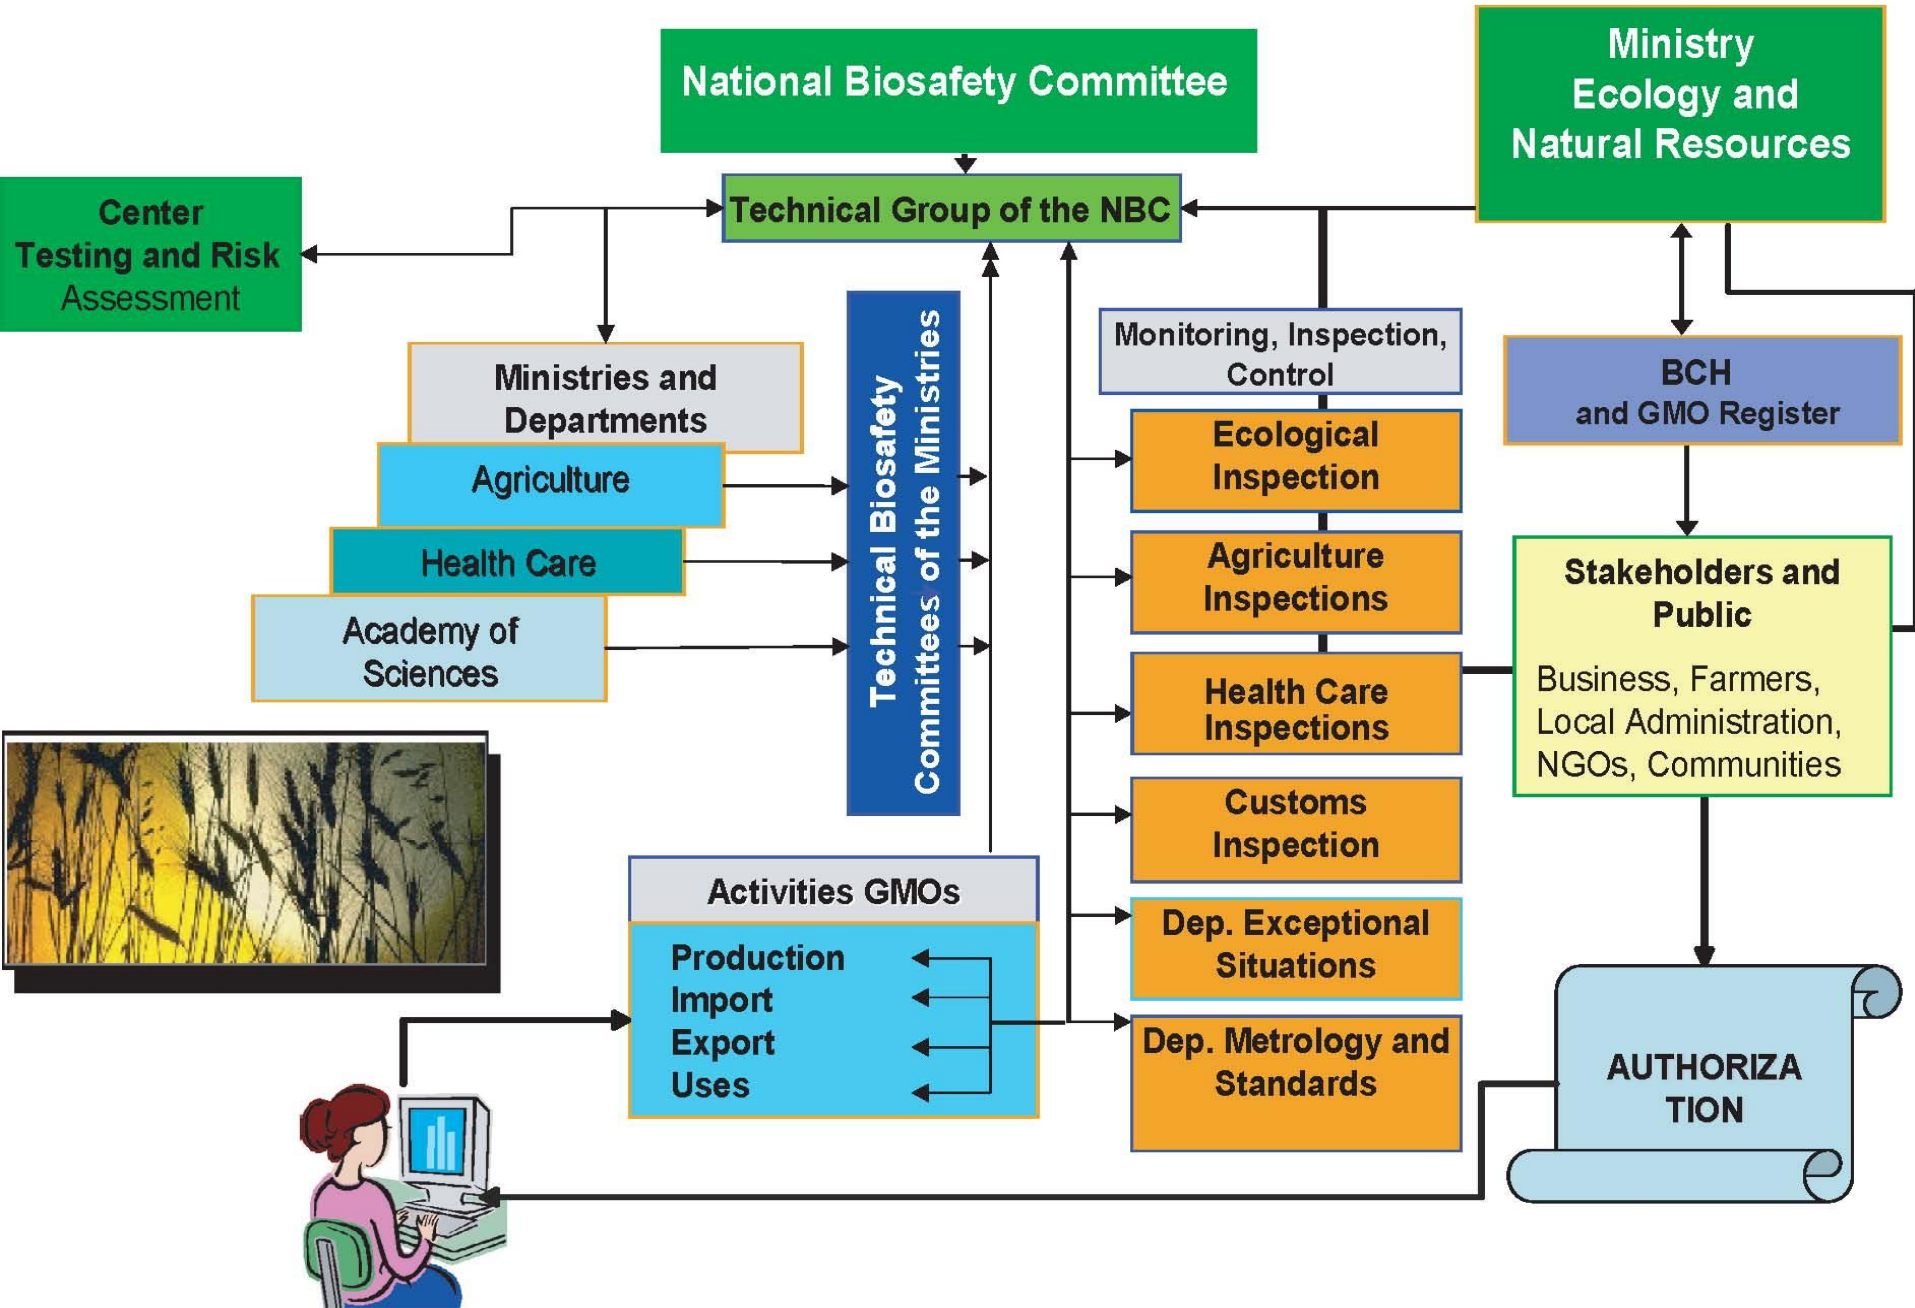 National Biosafety Committee
Ministry
Ecology and
Natural Resources
Center
Testing and Risk
Assessment
Technical Group of the NBC
Ministries and
Departments
Agriculture
Health Care
Academy of
Sciences
Technical Biosafety
Committees of the Ministries
Monitoring, Inspection,
Control
Ecological
Inspection
Agriculture
Inspections
Health Care
Inspections
Customs
Inspection
Dep. Exceptional
Situations
Dep. Metrology and
Standards
BCH
and GMO Register
Stakeholders and
Public
Business, Farmers,
Local Administration,
NGOs, Communities
Activities GMOs
Production
Import
Export
Uses
AUTHORIZA
TION